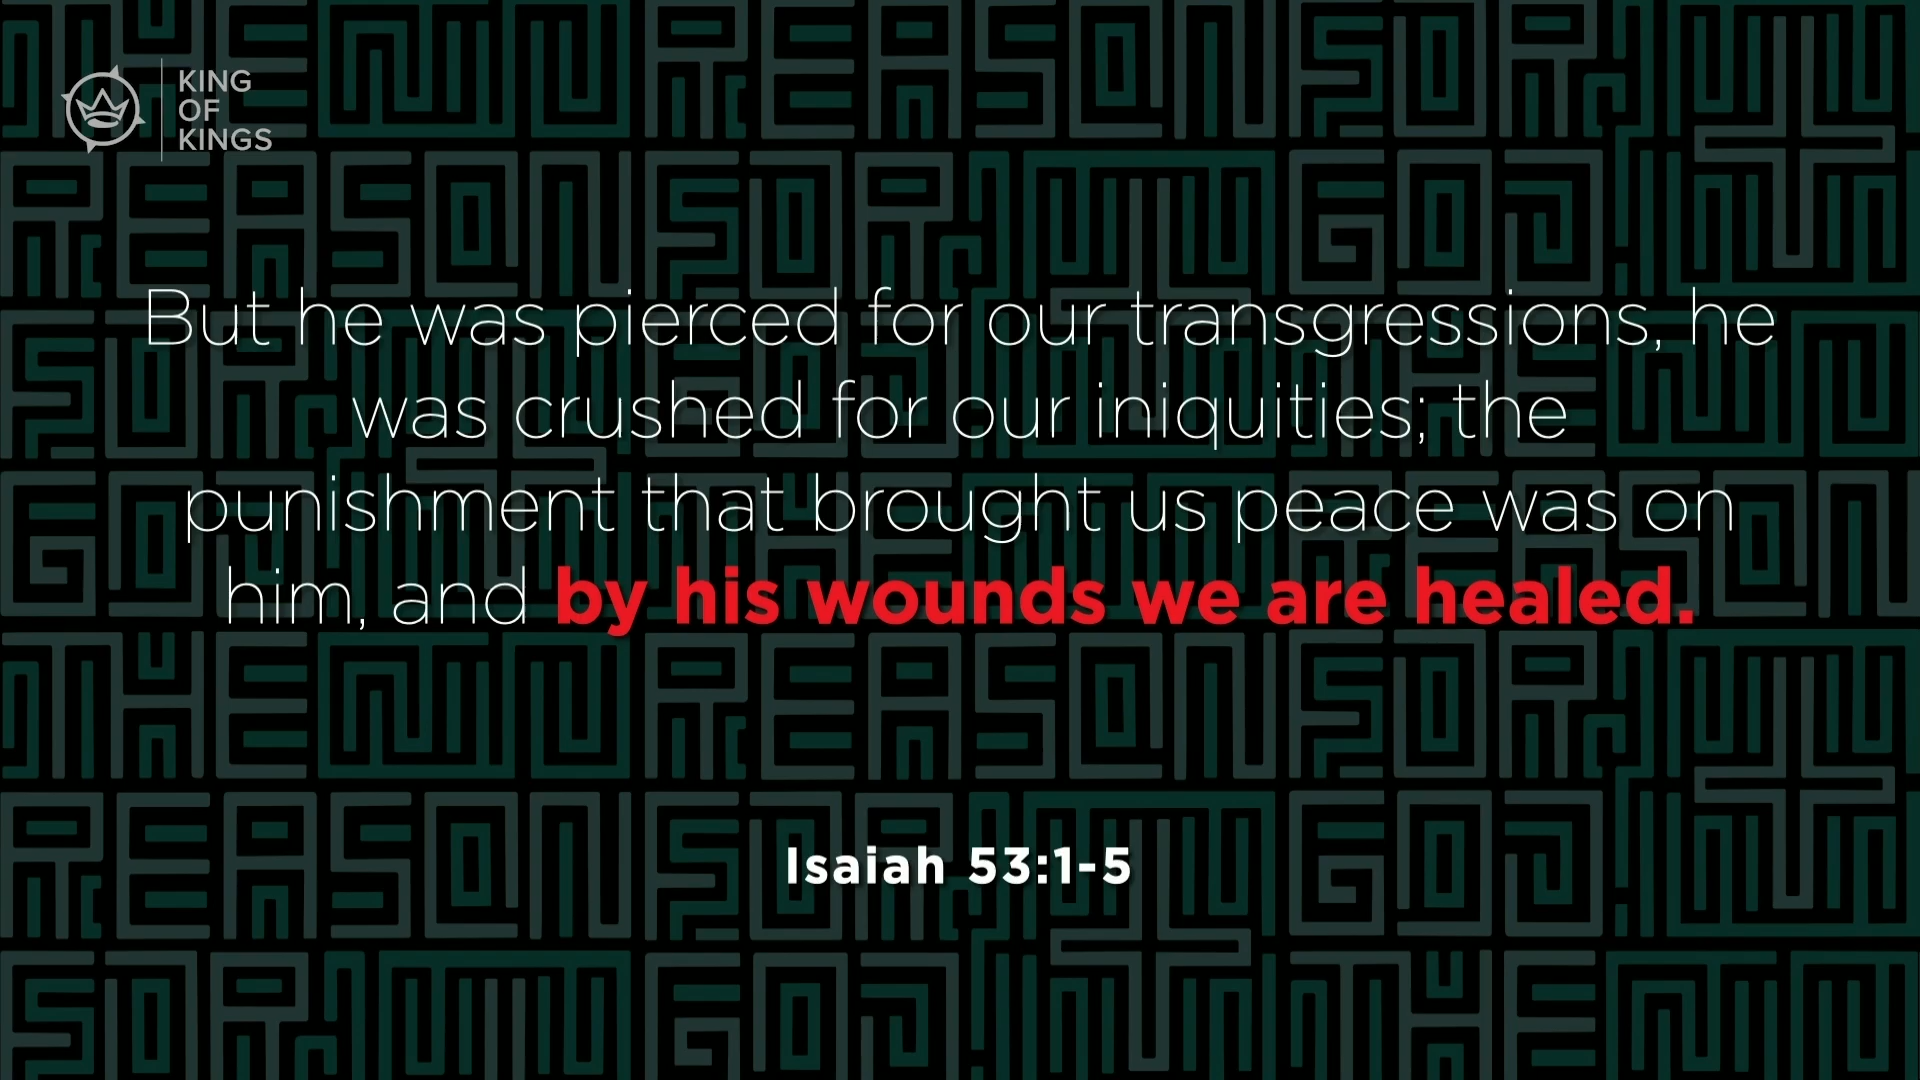 KING
OF
KINGS
But he was pierced for our transgressions, he
was crushed for our iniquities; the
punishment that brought us peace was on
him, and by his wounds we are healed.
Isaiah 53:1-5